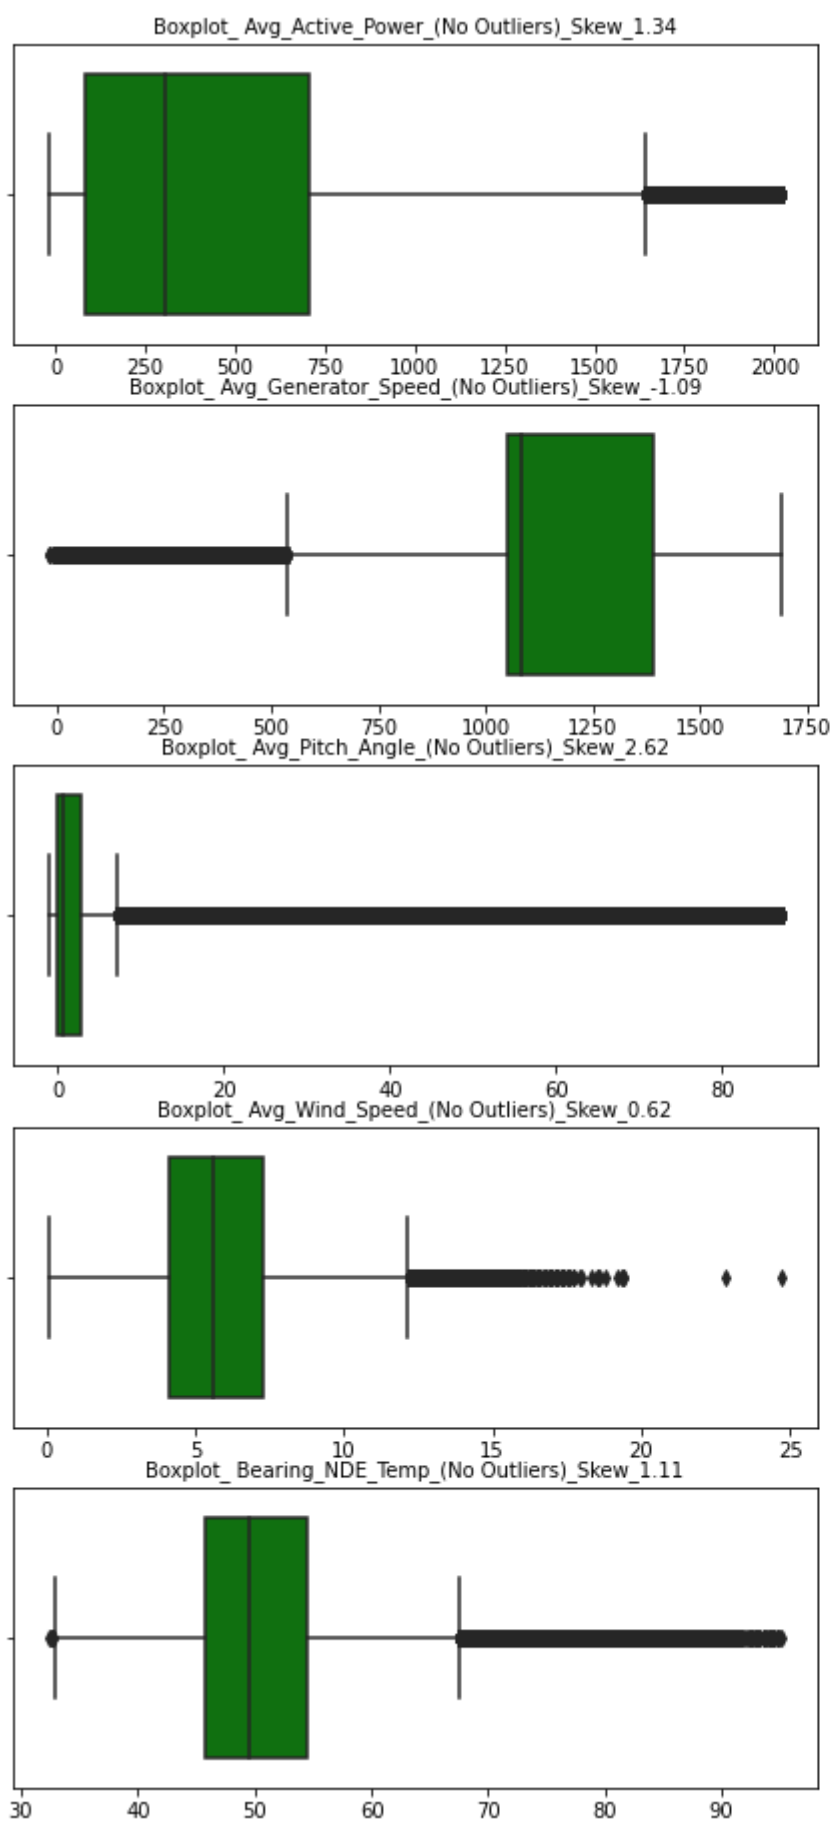 Boxplot_ Avg_Active_Power_(No Outliers)_Skew_1.34
0 250 500 750 1000 1250 1500 1750 2000
Boxplot_ Avg_Generator_Speed_(No Outliers)_Skew_-1.09
0 250 500 750 1000 1250 1500 1750
Boxplot_ Avg_Pitch_Angle_(No Outliers)_Skew_2.62
0 20 40 60 80
Boxplot_ Avg_Wind_Speed_(No Outliers)_Skew_0.62
0 5 10 15 20 25
Boxplot_ Bearing_NDE_Temp_(No Outliers)_Skew_1.11
30 40 50 60 70 80 90